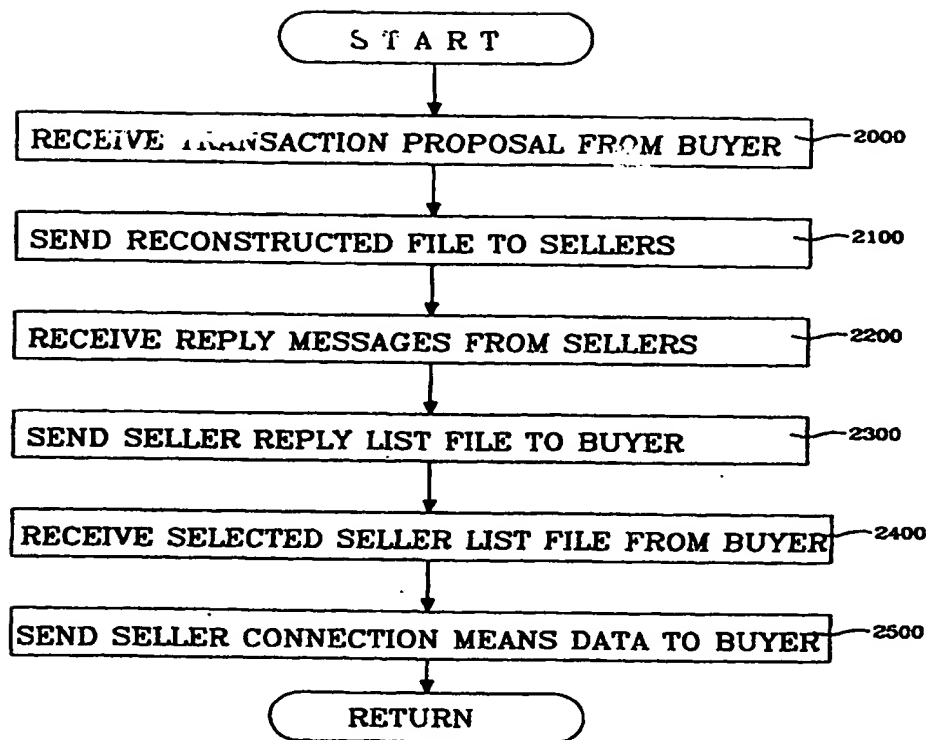 START
RECEIVE TRANSACTION PROPOSAL FROM BUYER 2000
SEND RECONSTRUCTED FILE TO SELLERS 2100
RECEIVE REPLY MESSAGES FROM SELLERS 2200
SEND SELLER REPLY LIST FILE TO BUYER 2300
RECEIVE SELECTED SELLER LIST FILE FROM BUYER 2400
SEND SELLER CONNECTION MEANS DATA TO BUYER 2500
RETURN